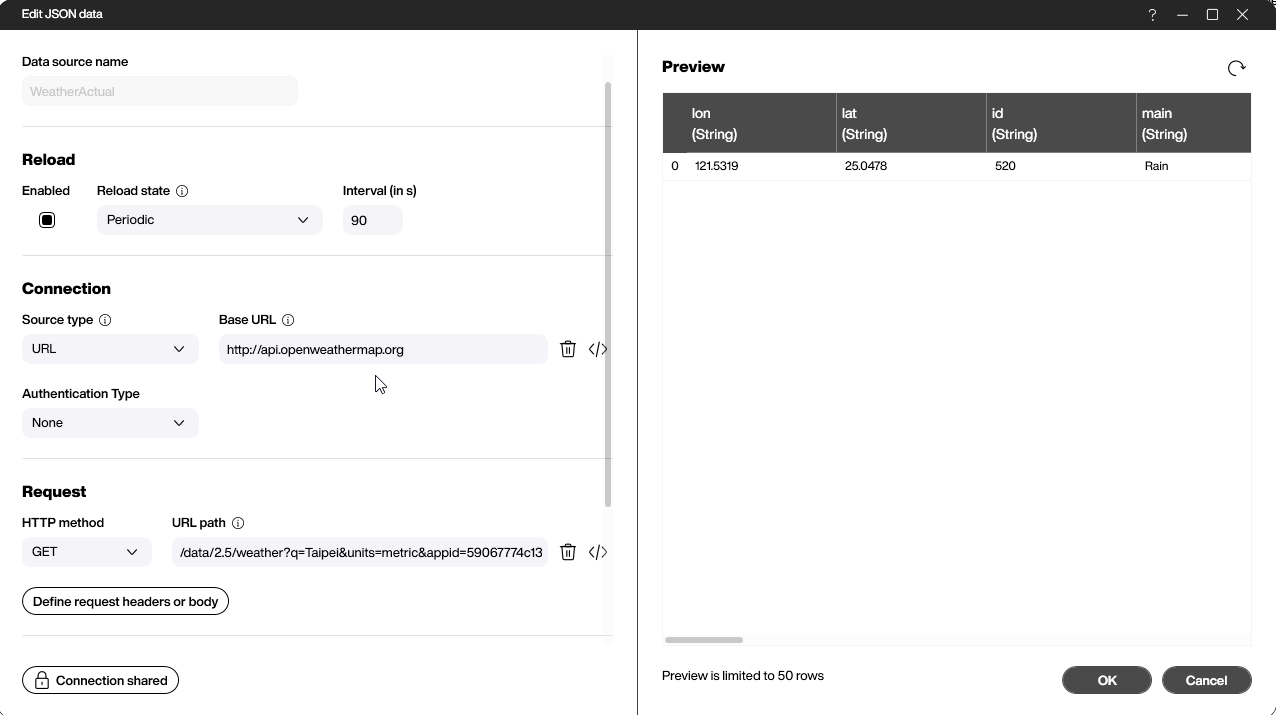 Edit JSON data
?
Data source name
WeatherActual
Reload
Enabled
Reload state
Interval (in s)
Periodic
90
Connection
Source type
Base URL
URL
http://api.openweathermap.org
Authentication Type
None
Request
HTTP method
URL path
GET
/data/2.5/weather?q=Taipei&units=metric&appid=59067774c13
Define request headers or body
Connection shared
Preview
lon
(String)
lat
(String)
id
(String)
main
(String)
0 121.5319 25.0478 520 Rain
Preview is limited to 50 rows
OK
Cancel